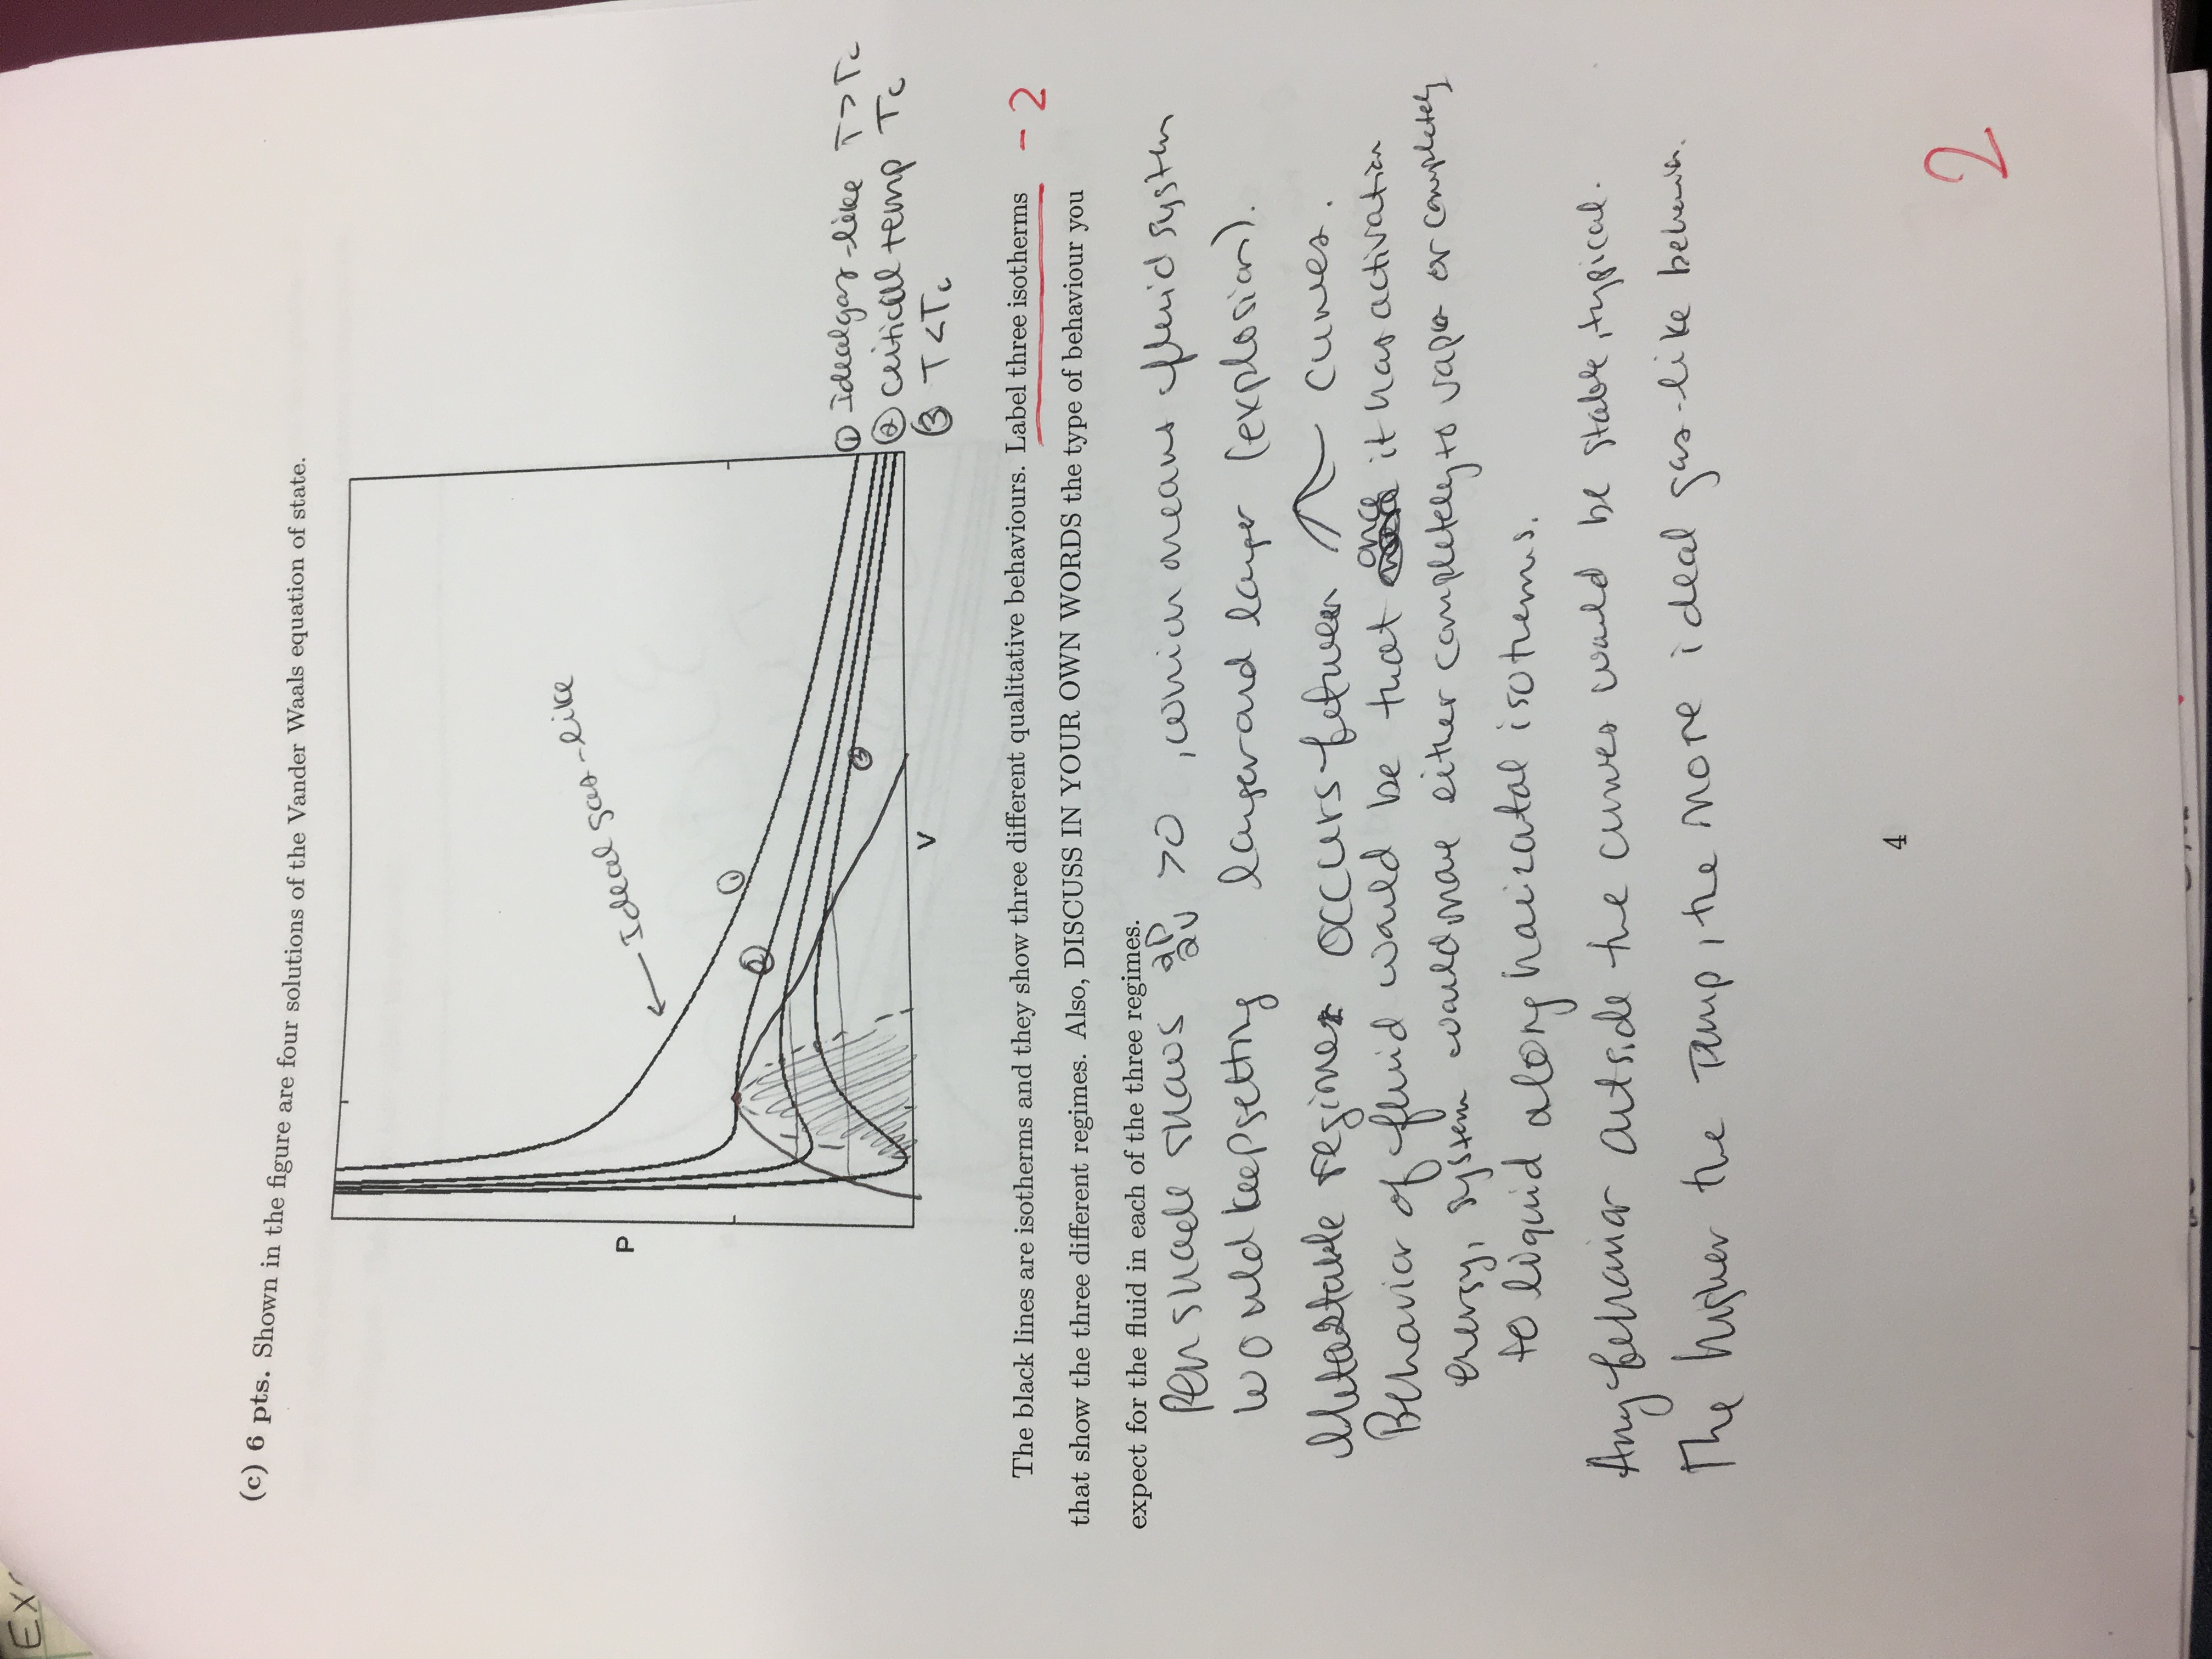 EX
(c) 6 pts. Shown in the figure are four solutions of the Vander Waals equation of state.
Ideal gas-like
P
①
②
③
V
① Ideal gas-like T > Tc
② critical temp Tc
③ T < Tc
The black lines are isotherms and they show three different qualitative behaviours. Label three isotherms - 2
that show the three different regimes. Also, DISCUSS IN YOUR OWN WORDS the type of behaviour you
expect for the fluid in each of the three regimes.
Pen shade shows ∂P/∂V > 0, which means fluid system
would keep getting larger and larger (explosion).
Metastable regime occurs between curves.
Behavior of fluid would be that once it has activation
energy, system would move either completely to vapor or completely
to liquid along horizatal isotherms.
Any behavior outside the curves would be stable, typical.
The higher the Temp, the more ideal gas-like behavior.
4
2